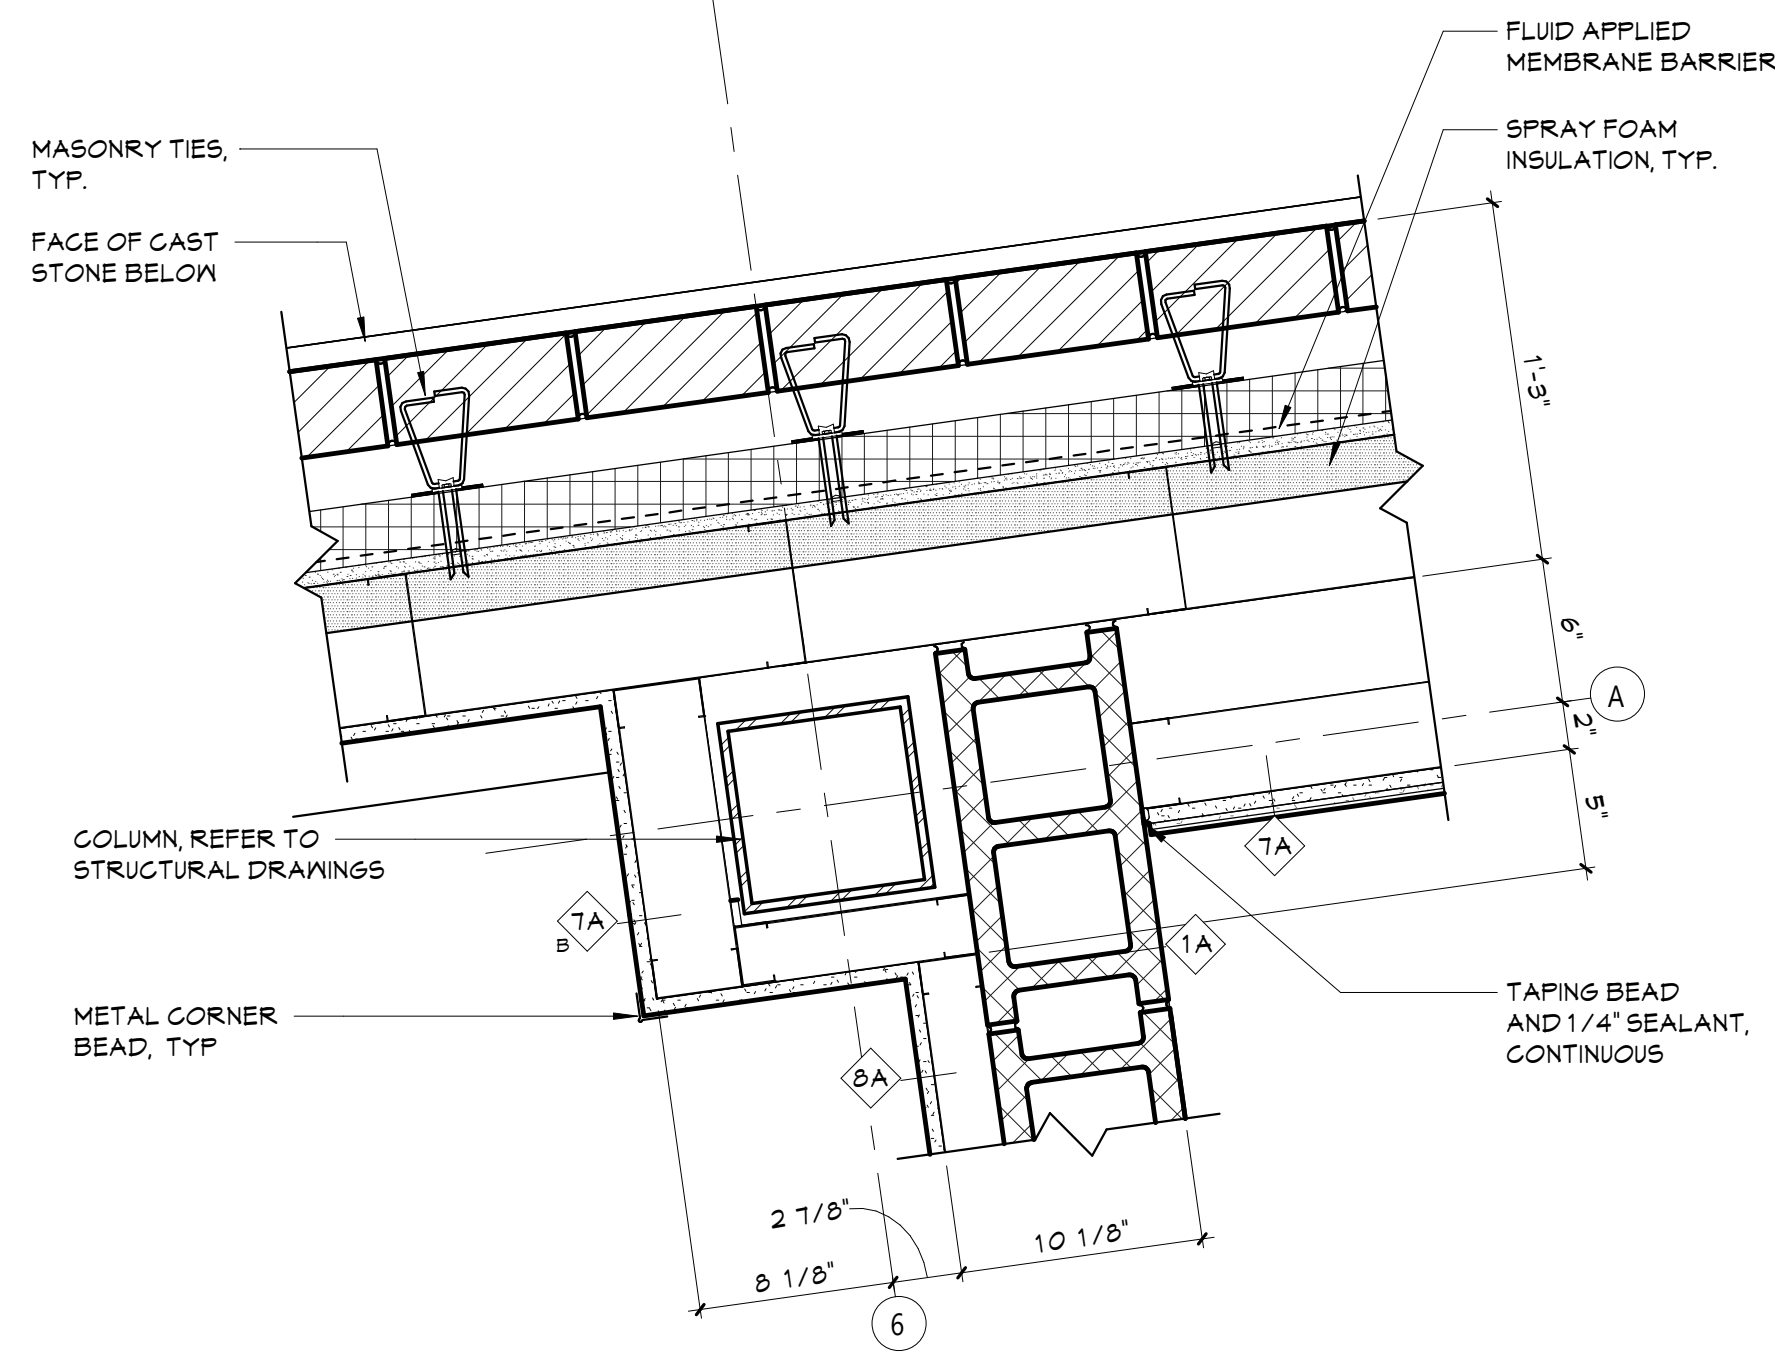 FLUID APPLIED
MEMBRANE BARRIER
SPRAY FOAM
INSULATION, TYP.
MASONRY TIES,
TYP.
FACE OF CAST
STONE BELOW
1'-3"
6"
A
2"
5"
COLUMN, REFER TO
STRUCTURAL DRAWINGS
7A
7A
B
1A
METAL CORNER
BEAD, TYP
TAPING BEAD
AND 1/4" SEALANT,
CONTINUOUS
8A
2 7/8"
10 1/8"
8 1/8"
6